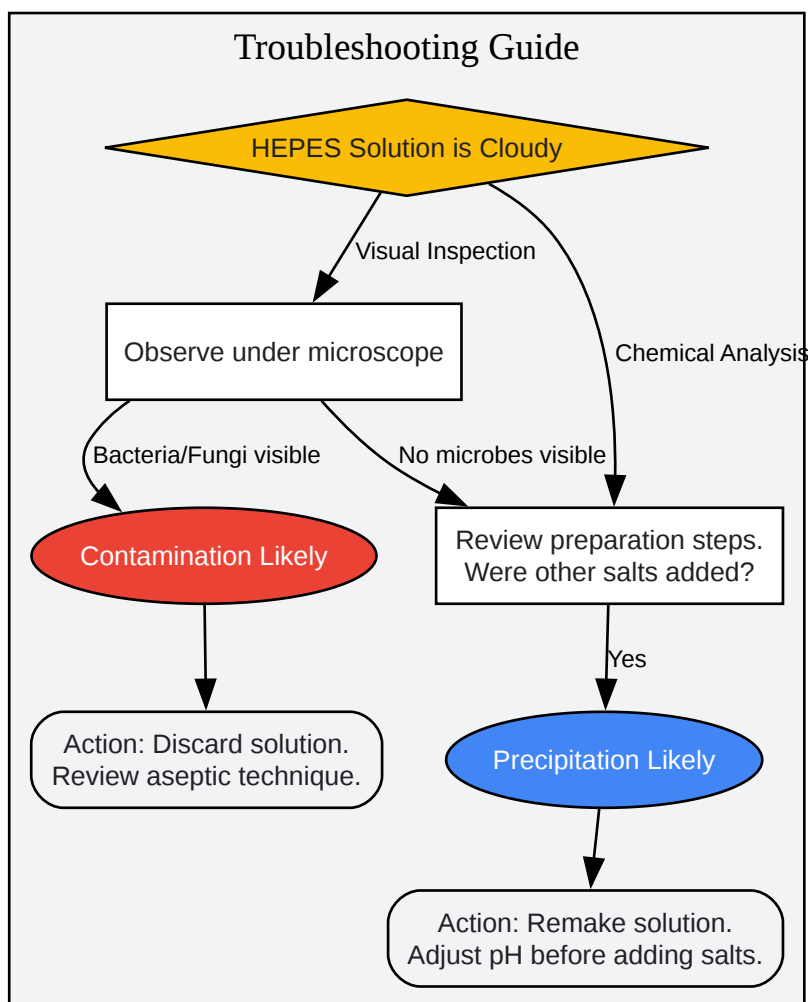 Troubleshooting Guide
HEPES Solution is Cloudy
Visual Inspection
Observe under microscope
Chemical Analysis
Bacteria/Fungi visible
No microbes visible
Contamination Likely
Review preparation steps.
Were other salts added?
Yes
Action: Discard solution.
Review aseptic technique.
Precipitation Likely
Action: Remake solution.
Adjust pH before adding salts.